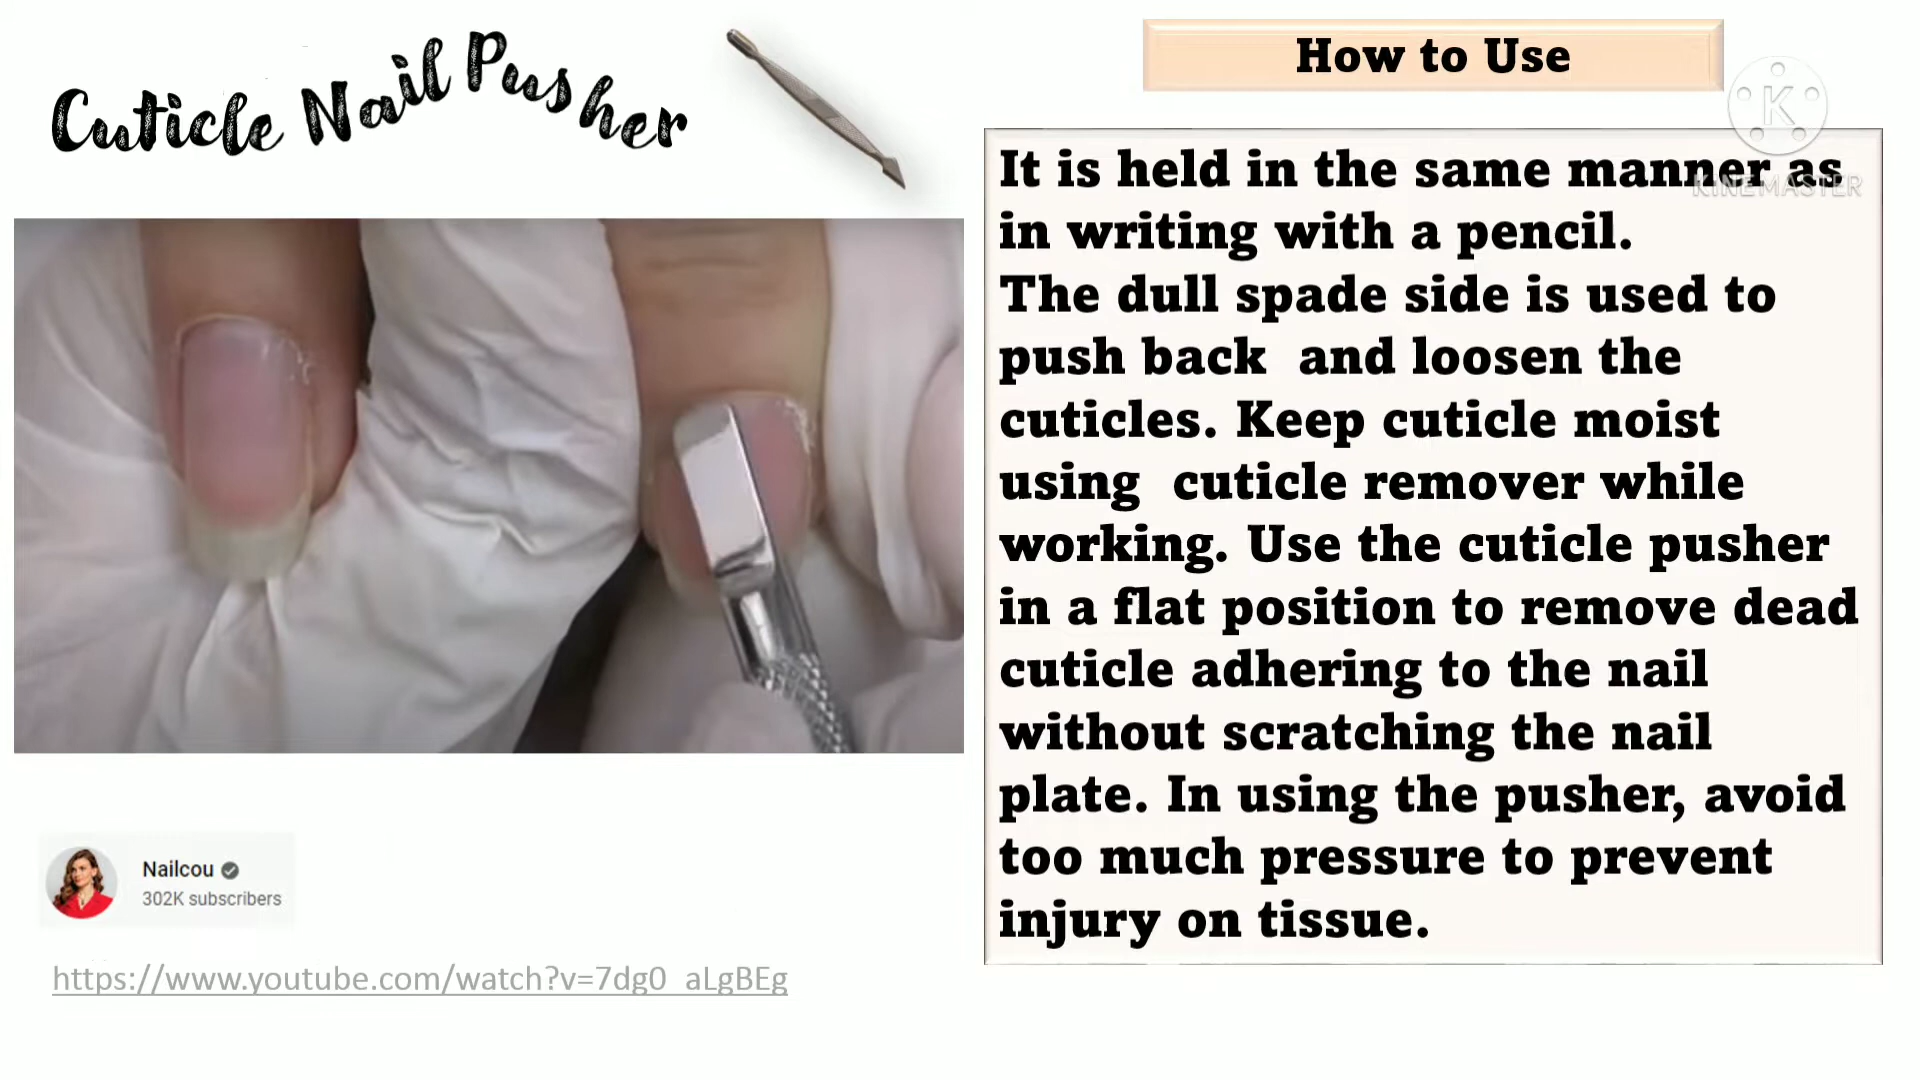 Cuticle Nail Pusher
How to Use
KINEMASTER
It is held in the same manner as
in writing with a pencil.
The dull spade side is used to
push back  and loosen the
cuticles. Keep cuticle moist
using  cuticle remover while
working. Use the cuticle pusher
in a flat position to remove dead
cuticle adhering to the nail
without scratching the nail
plate. In using the pusher, avoid
too much pressure to prevent
injury on tissue.
Nailcou
302K subscribers
https://www.youtube.com/watch?v=7dg0_aLgBEg